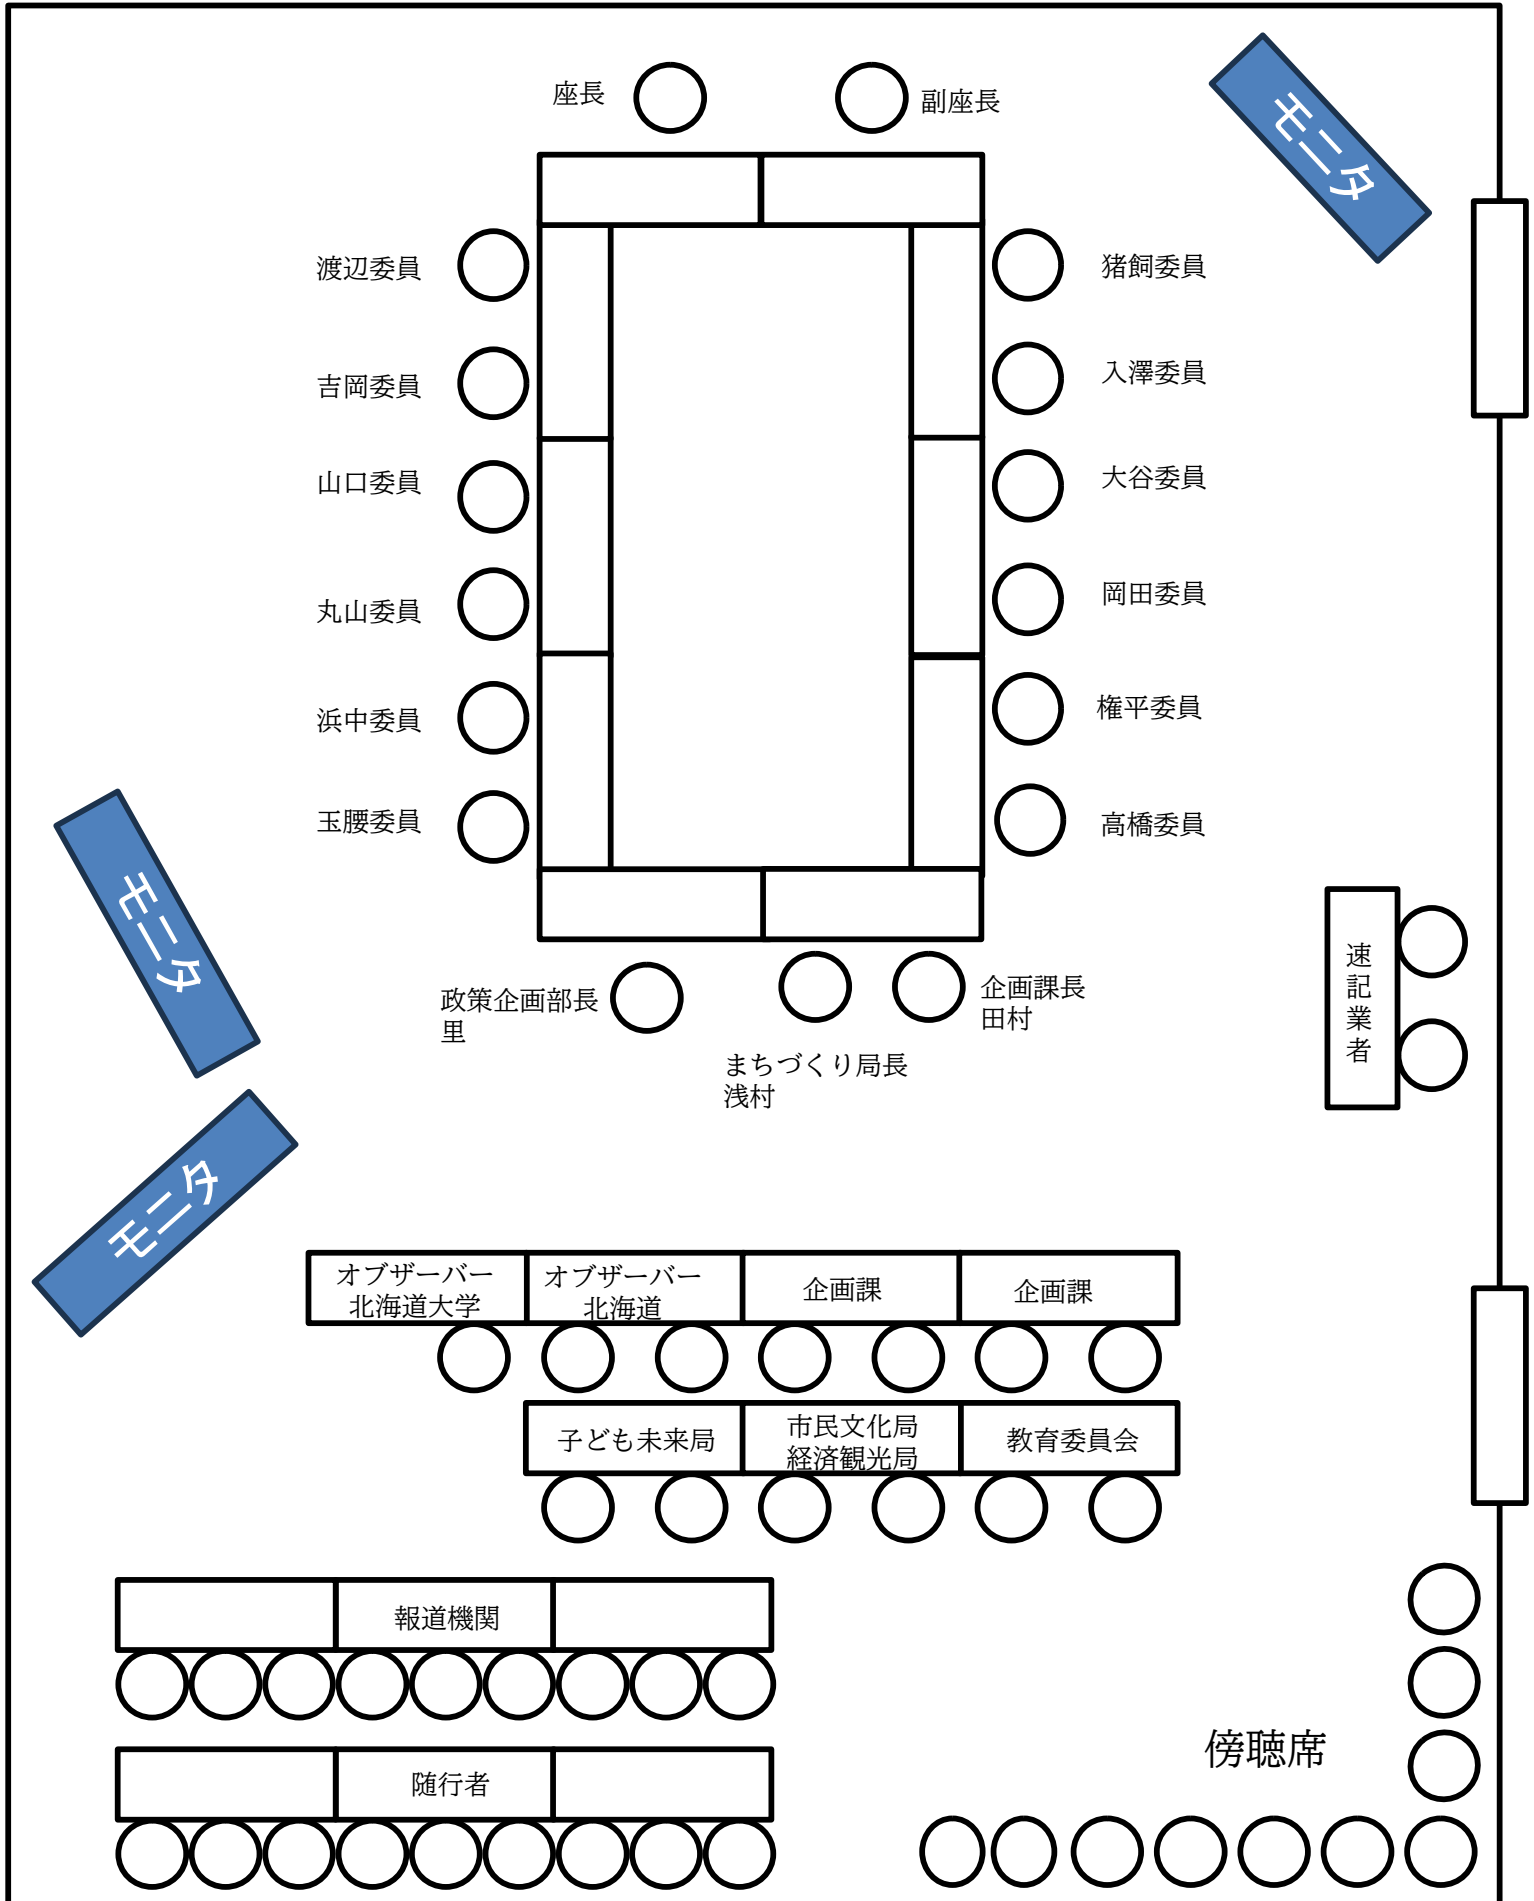 座長
副座長
モニタ
渡辺委員
猪飼委員
吉岡委員
入澤委員
山口委員
大谷委員
丸山委員
岡田委員
浜中委員
権平委員
玉腰委員
高橋委員
モニタ
速記業者
政策企画部長
里
まちづくり局長
浅村
企画課長
田村
モニタ
オブザーバー
北海道大学
オブザーバー
北海道
企画課
企画課
子ども未来局
市民文化局
経済観光局
教育委員会
報道機関
随行者
傍聴席